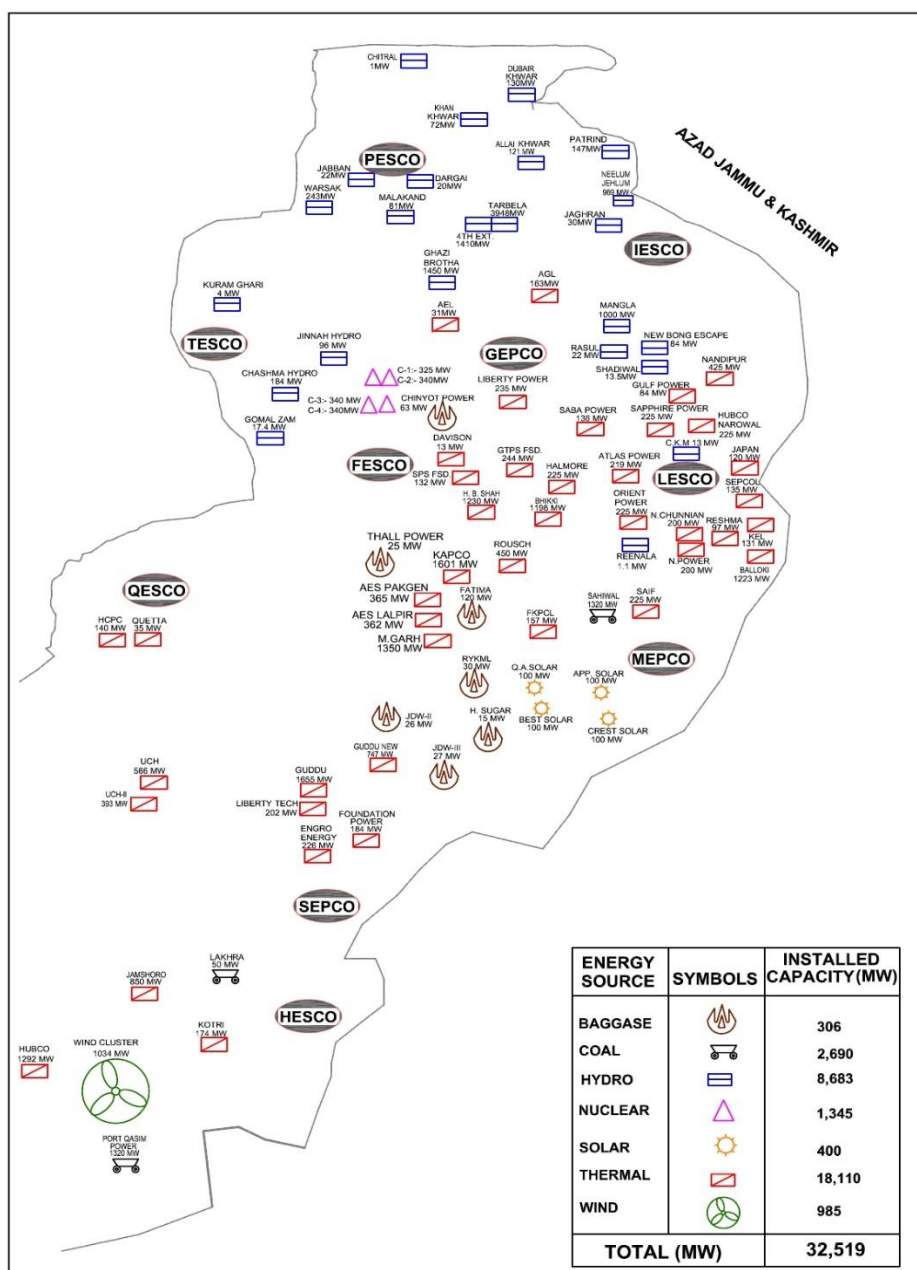 CHITRAL
1MW
DUBAIR
KHWAR
130MW
KHAN
KHWAR
72MW
ALLAI KHWAR
121 MW
PATRIND
147MW
AZAD JAMMU & KASHMIR
PESCO
JABBAN
22MW
DARGAI
20MW
WARSAK
243MW
MALAKAND
81MW
NEELUM
JEHLUM
969 MW
TARBELA
3948MW
4TH EXT.
1410MW
JAGHRAN
30MW
IESCO
GHAZI
BROTHA
1450 MW
AGL
163MW
KURAM GHARI
4 MW
AEL
31MW
MANGLA
1000 MW
TESCO
JINNAH HYDRO
96 MW
GEPCO
RASUL
22 MW
NEW BONG ESCAPE
84 MW
SHADIWAL
13.5MW
NANDIPUR
425 MW
C-1:- 325 MW
C-2:- 340MW
CHASHMA HYDRO
184 MW
LIBERTY POWER
235 MW
GULF POWER
84 MW
C-3:- 340 MW
C-4:- 340MW
CHINYOT POWER
63 MW
GOMAL ZAM
17.4 MW
SABA POWER
136 MW
SAPPHIRE POWER
225 MW
HUBCO
NAROWAL
225 MW
C.K.M 13 MW
FESCO
DAVISON
13 MW
SPS FSD.
132 MW
GTPS FSD.
244 MW
HALMORE
225 MW
ATLAS POWER
219 MW
LESCO
JAPAN
120 MW
SEPCOL
135 MW
H. B. SHAH
1230 MW
BHIKKI
1198 MW
ORIENT
POWER
225 MW
N.CHUNNIAN
200 MW
RESHMA
97 MW
KEL
131 MW
REENALA
1.1 MW
N.POWER
200 MW
BALLOKI
1223 MW
THALL POWER
25 MW
KAPCO
1601 MW
ROUSCH
450 MW
QESCO
AES PAKGEN
365 MW
FATIMA
120 MW
SAHIWAL
1320 MW
SAIF
225 MW
HCPC
140 MW
QUETTA
35 MW
AES LALPIR
362 MW
FKPCL
157 MW
M.GARH
1350 MW
MEPCO
RYKML
30 MW
Q.A.SOLAR
100 MW
APP. SOLAR
100 MW
JDW-II
26 MW
H. SUGAR
15 MW
BEST SOLAR
100 MW
CREST SOLAR
100 MW
GUDDU NEW
747 MW
JDW-III
27 MW
UCH
586 MW
UCH-II
393 MW
GUDDU
1655 MW
LIBERTY TECH
202 MW
FOUNDATION
POWER
184 MW
ENGRO
ENERGY
226 MW
SEPCO
LAKHRA
50 MW
JAMSHORO
850 MW
HESCO
KOTRI
174 MW
HUBCO
1292 MW
WIND CLUSTER
1034 MW
PORT QASIM
POWER
1320 MW
ENERGY SOURCE SYMBOLS INSTALLED CAPACITY (MW)
BAGGASE 306
COAL 2,690
HYDRO 8,683
NUCLEAR 1,345
SOLAR 400
THERMAL 18,110
WIND 985
TOTAL (MW) 32,519